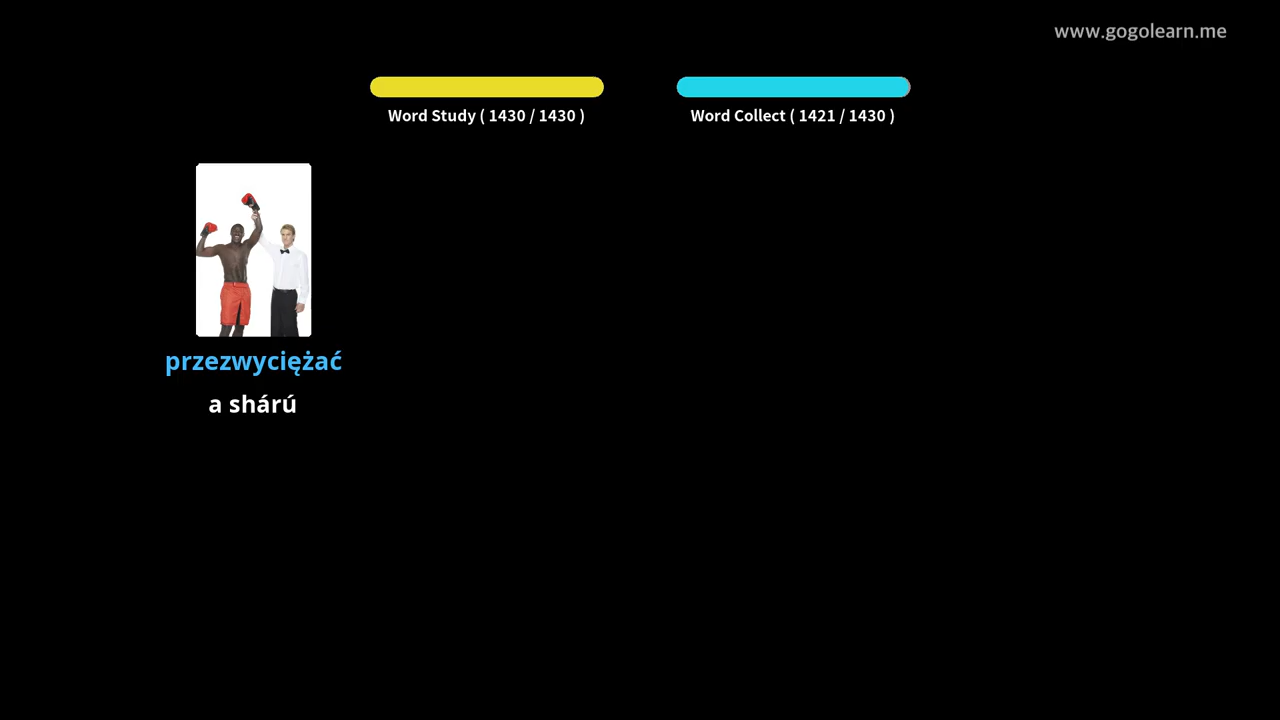 www.gogolearn.me
Word Study ( 1430 / 1430 )
Word Collect ( 1421 / 1430 )
przezwyciężać
a shárú